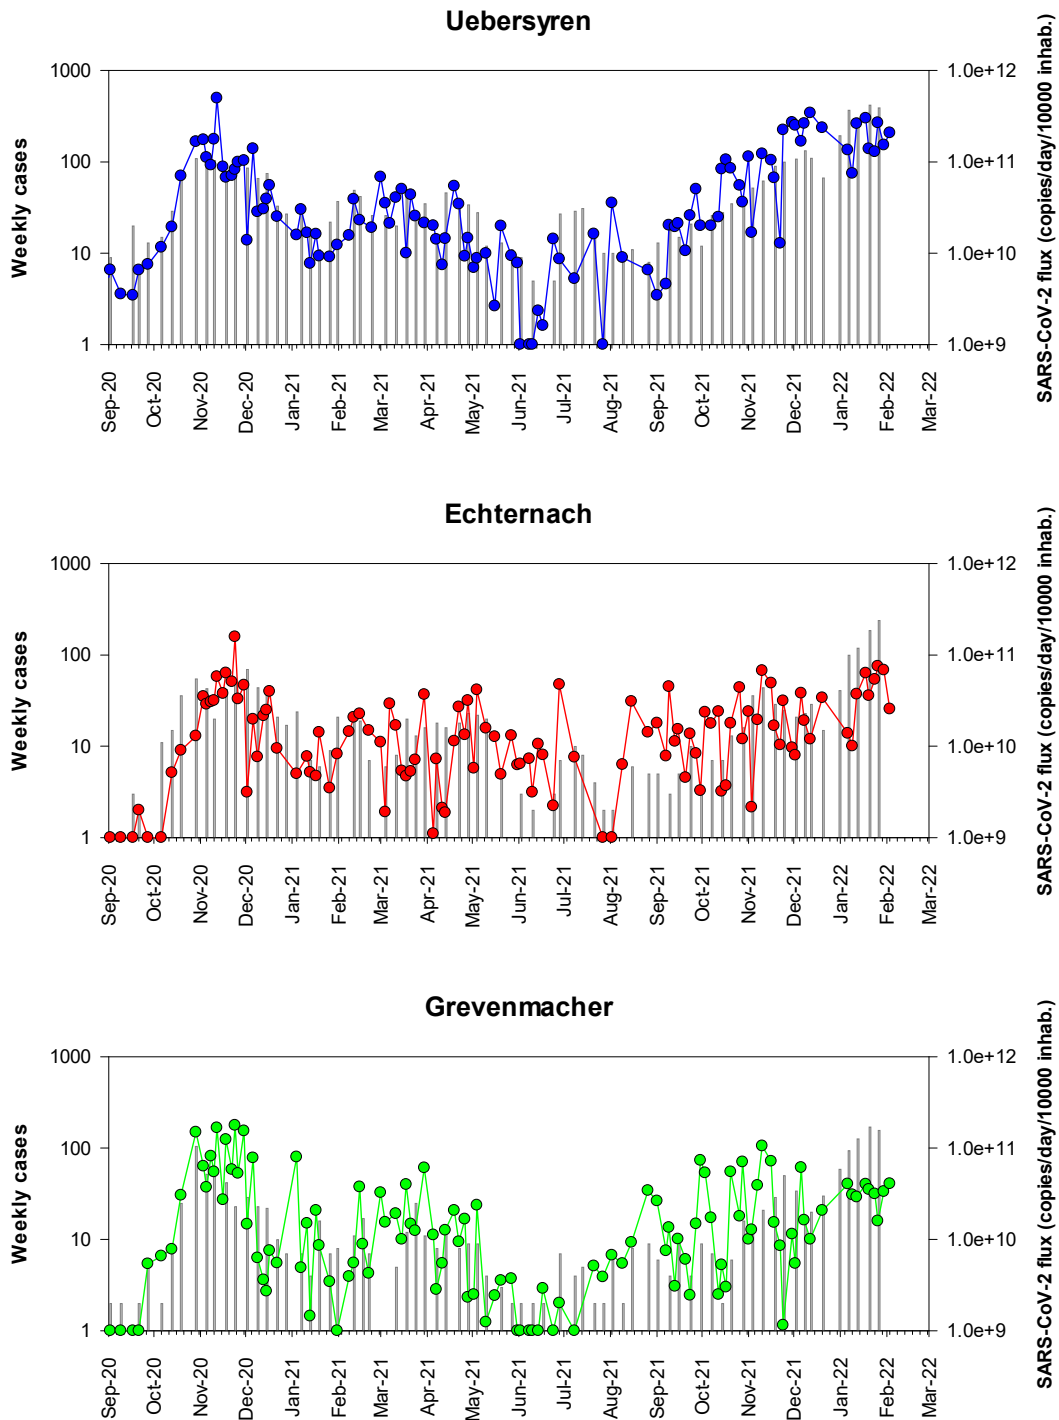 Uebersyren
Weekly cases
SARS-CoV-2 flux (copies/day/10000 inhab.)
1000 1.0e+12
100 1.0e+11
10 1.0e+10
1 1.0e+9
Sep-20 Oct-20 Nov-20 Dec-20 Jan-21 Feb-21 Mar-21 Apr-21 May-21 Jun-21 Jul-21 Aug-21 Sep-21 Oct-21 Nov-21 Dec-21 Jan-22 Feb-22 Mar-22
Echternach
Weekly cases
SARS-CoV-2 flux (copies/day/10000 inhab.)
1000 1.0e+12
100 1.0e+11
10 1.0e+10
1 1.0e+9
Sep-20 Oct-20 Nov-20 Dec-20 Jan-21 Feb-21 Mar-21 Apr-21 May-21 Jun-21 Jul-21 Aug-21 Sep-21 Oct-21 Nov-21 Dec-21 Jan-22 Feb-22 Mar-22
Grevenmacher
Weekly cases
SARS-CoV-2 flux (copies/day/10000 inhab.)
1000 1.0e+12
100 1.0e+11
10 1.0e+10
1 1.0e+9
Sep-20 Oct-20 Nov-20 Dec-20 Jan-21 Feb-21 Mar-21 Apr-21 May-21 Jun-21 Jul-21 Aug-21 Sep-21 Oct-21 Nov-21 Dec-21 Jan-22 Feb-22 Mar-22